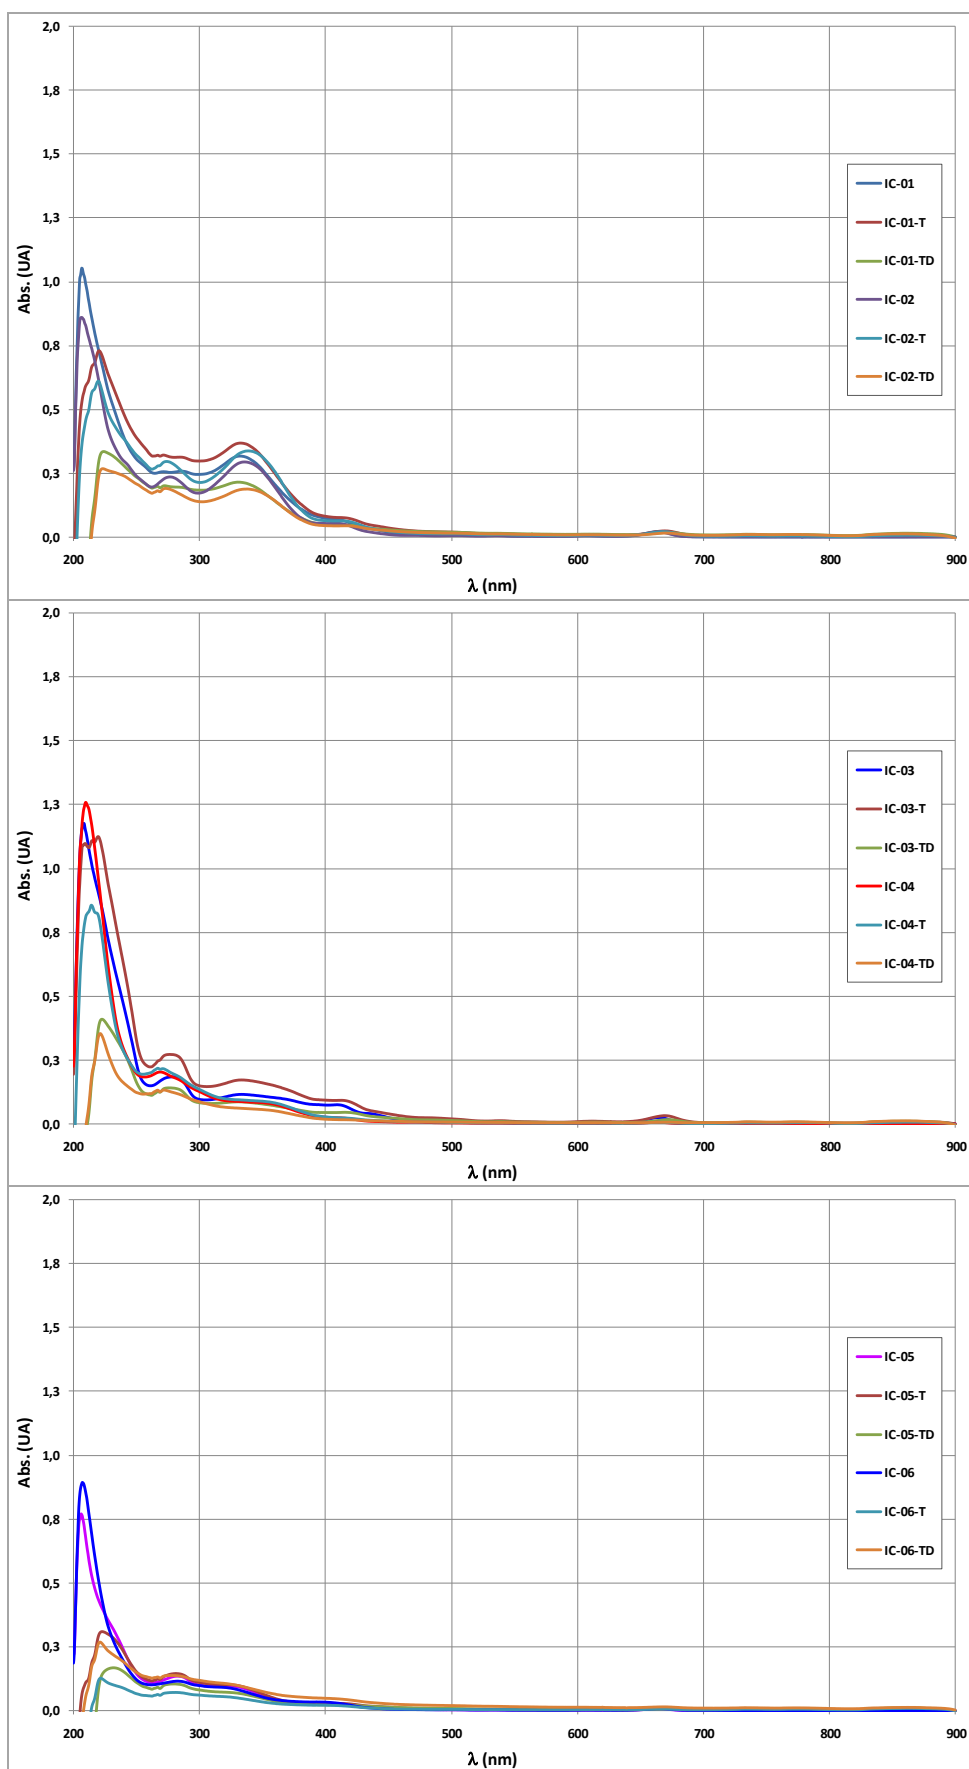 2,0
1,8
1,5
1,3
1,0
0,8
0,5
0,3
0,0
Abs. (UA)
200 300 400 500 600 700 800 900
λ (nm)
IC-01
IC-01-T
IC-01-TD
IC-02
IC-02-T
IC-02-TD
2,0
1,8
1,5
1,3
1,0
0,8
0,5
0,3
0,0
Abs. (UA)
200 300 400 500 600 700 800 900
λ (nm)
IC-03
IC-03-T
IC-03-TD
IC-04
IC-04-T
IC-04-TD
2,0
1,8
1,5
1,3
1,0
0,8
0,5
0,3
0,0
Abs. (UA)
200 300 400 500 600 700 800 900
λ (nm)
IC-05
IC-05-T
IC-05-TD
IC-06
IC-06-T
IC-06-TD